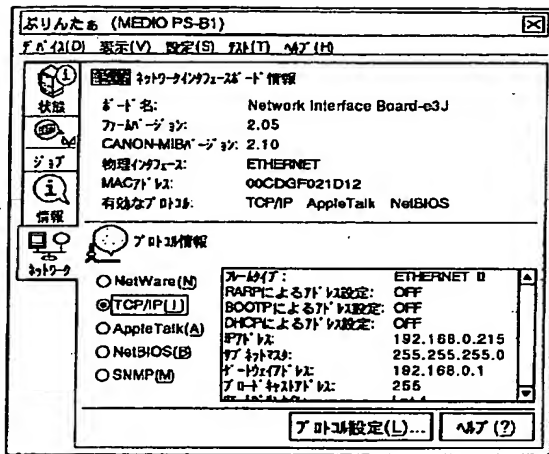 ぷりんたぁ (MEDIO PS-B1)
デバイス(D) 表示(V) 設定(S) テスト(T) ヘルプ(H)
状態
ジョブ
情報
ネットワーク
ネットワークインタフェースボード情報
ボード名: Network Interface Board-e3J
ファームバージョン: 2.05
CANON-MIBバージョン: 2.10
物理インタフェース: ETHERNET
MACアドレス: 00CDGF021D12
有効なプロトコル: TCP/IP AppleTalk NetBIOS
プロトコル情報
NetWare(N)
TCP/IP(I)
AppleTalk(A)
NetBIOS(B)
SNMP(M)
フレームタイプ: ETHERNET II
RARPによるアドレス設定: OFF
BOOTPによるアドレス設定: OFF
DHCPによるアドレス設定: OFF
IPアドレス: 192.168.0.215
サブネットマスク: 255.255.255.0
ゲートウェイアドレス: 192.168.0.1
ブロードキャストアドレス: 255
プロトコル設定(L)... ヘルプ(?)